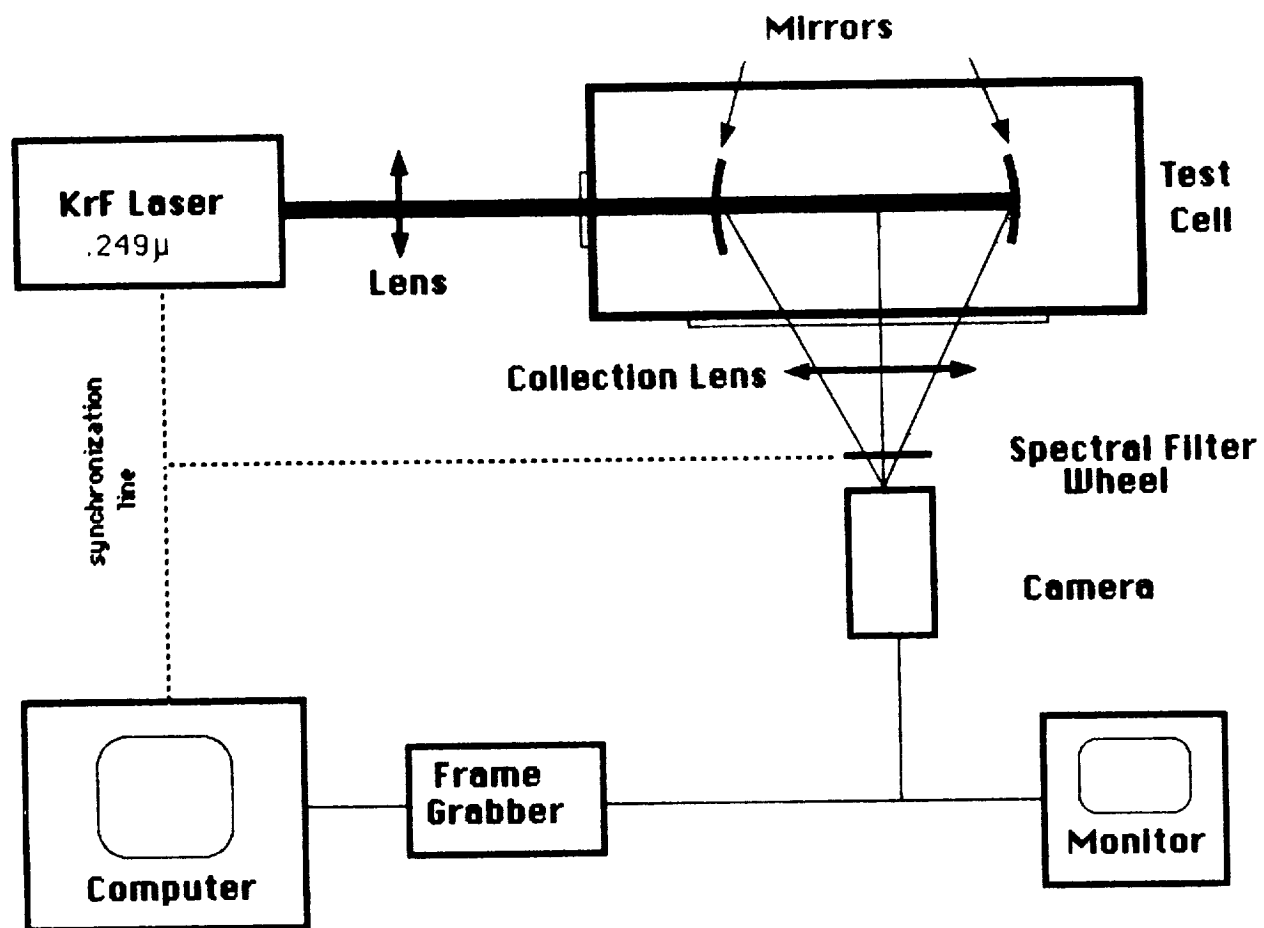 Mirrors
KrF Laser
.249µ
Lens
Test
Cell
Collection Lens
synchronization
line
Spectral Filter
Wheel
Camera
Frame
Grabber
Computer
Monitor